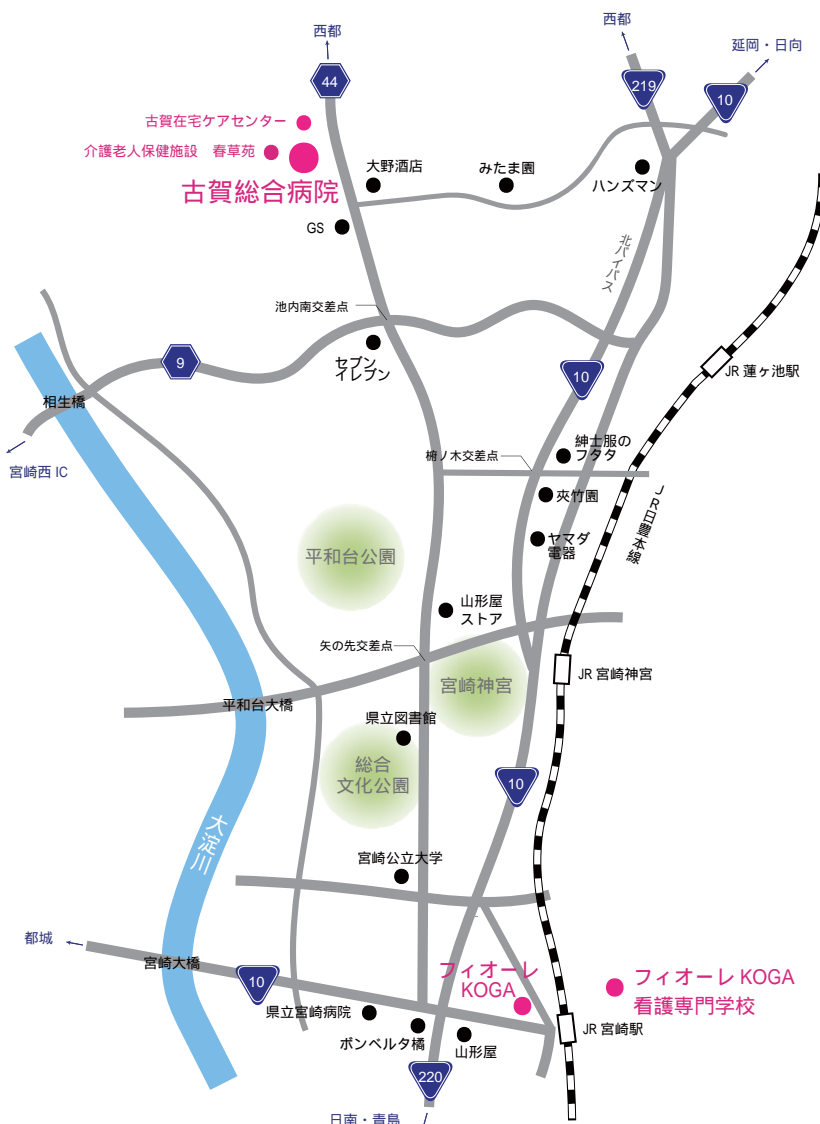 西都
西都
延岡・日向
44
219
10
古賀在宅ケアセンター
介護老人保健施設 春草苑
古賀総合病院
大野酒店
みたま園
ハンズマン
GS
北バイパス
池内南交差点
セブン
イレブン
9
10
JR 蓮ヶ池駅
相生橋
宮崎西 IC
紳士服の
フタタ
椨ノ木交差点
夾竹園
JR日豊本線
ヤマダ
電器
平和台公園
山形屋
ストア
矢の先交差点
宮崎神宮
JR 宮崎神宮
平和台大橋
県立図書館
総合
文化公園
10
大淀川
宮崎公立大学
都城
宮崎大橋
10
フィオーレ
KOGA
フィオーレ KOGA
看護専門学校
県立宮崎病院
ボンベルタ橘
山形屋
JR 宮崎駅
220
日南・青島